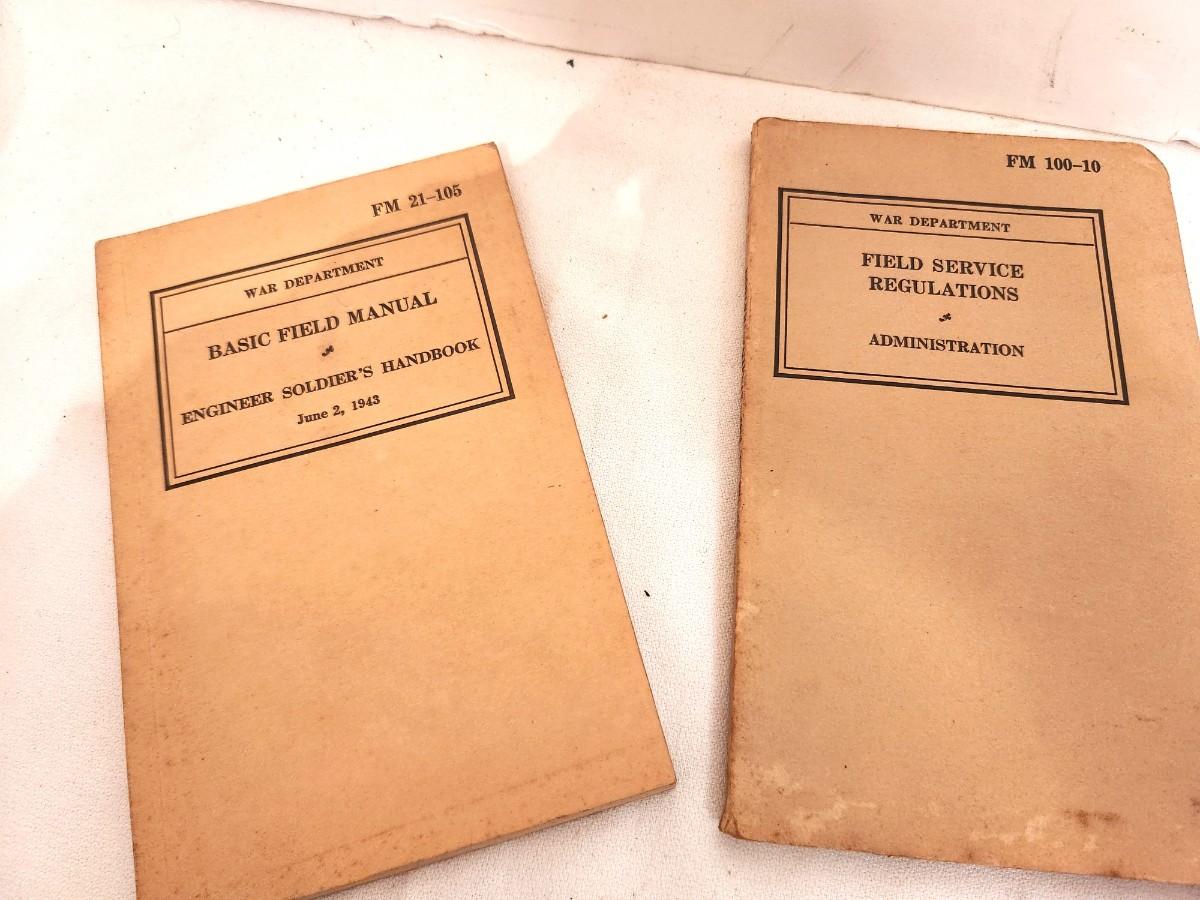 FM 21–105
WAR DEPARTMENT
BASIC FIELD MANUAL
ENGINEER SOLDIER'S HANDBOOK
June 2, 1943
FM 100–10
WAR DEPARTMENT
FIELD SERVICE
REGULATIONS
ADMINISTRATION